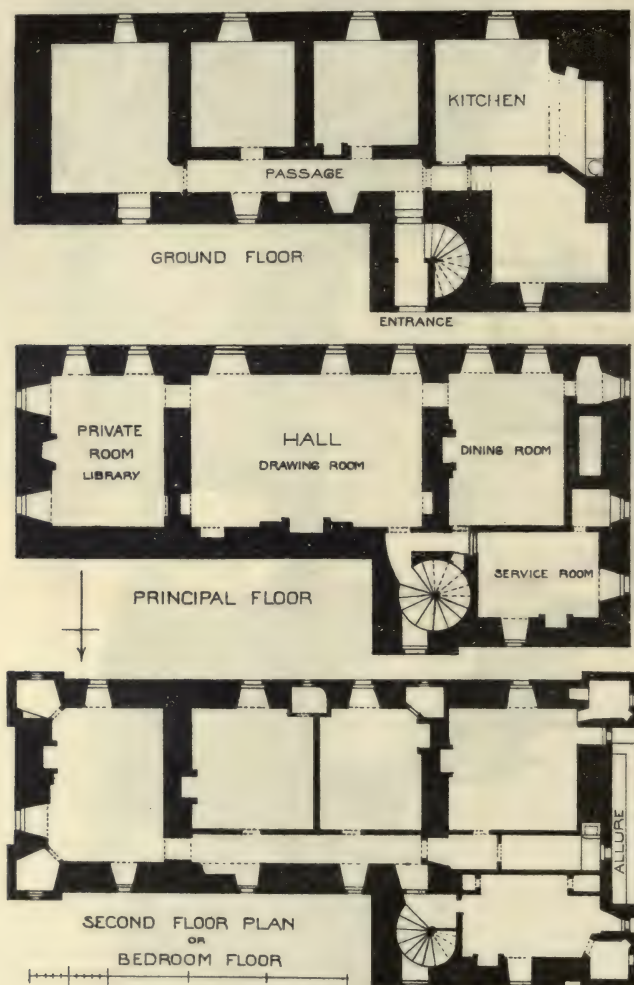 KITCHEN
PASSAGE
GROUND FLOOR
ENTRANCE
PRIVATE
ROOM
LIBRARY
HALL
DRAWING ROOM
DINING ROOM
SERVICE ROOM
PRINCIPAL FLOOR
ALLURE
SECOND FLOOR PLAN
OR
BEDROOM FLOOR